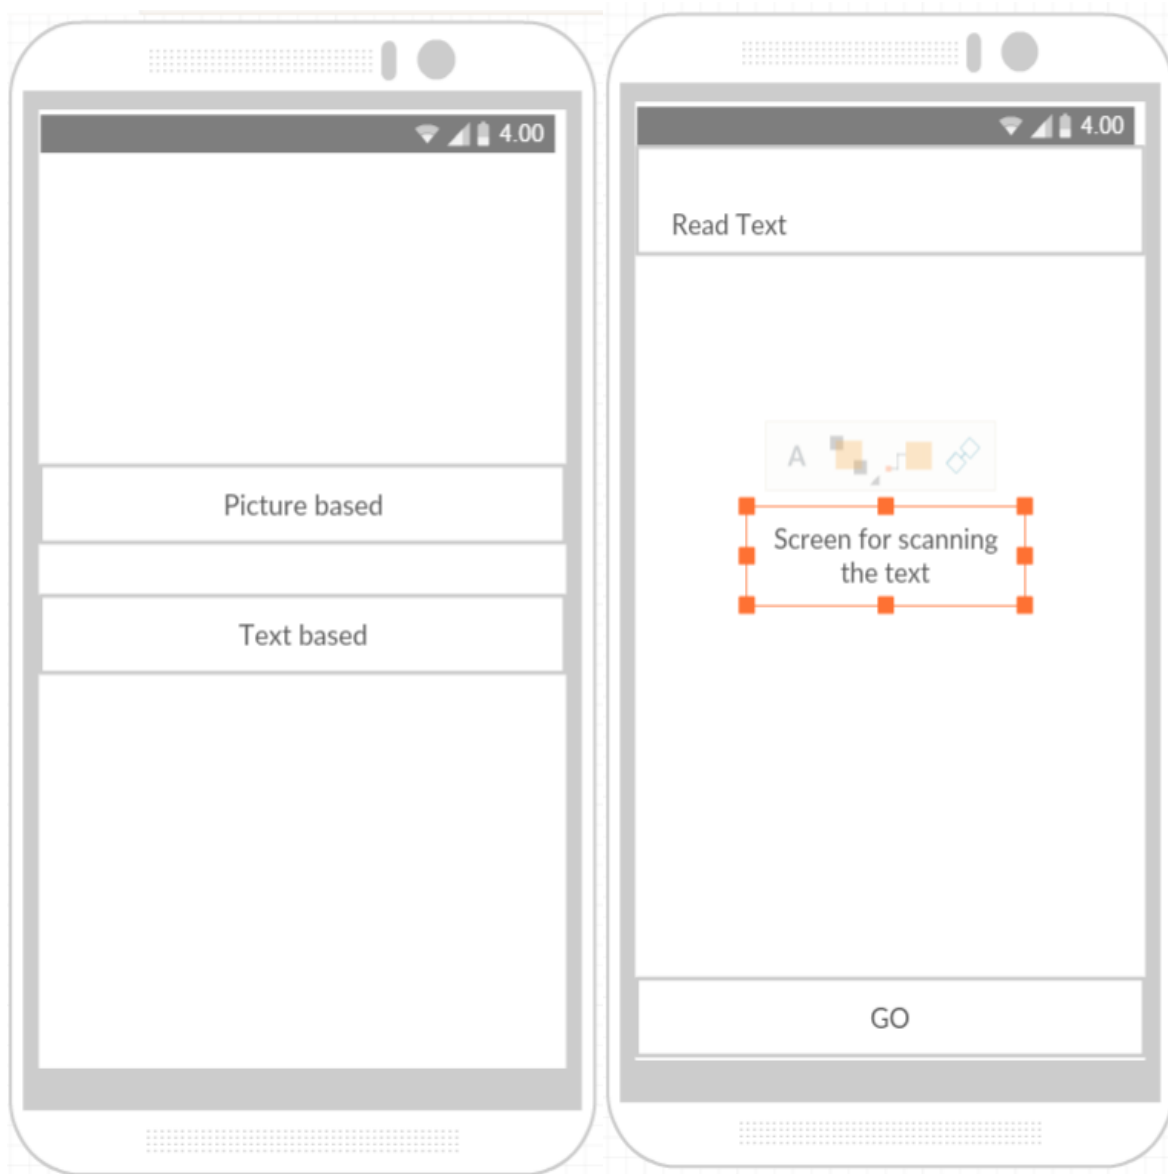 4.00
Picture based
Text based
4.00
Read Text
A
Screen for scanning
the text
GO